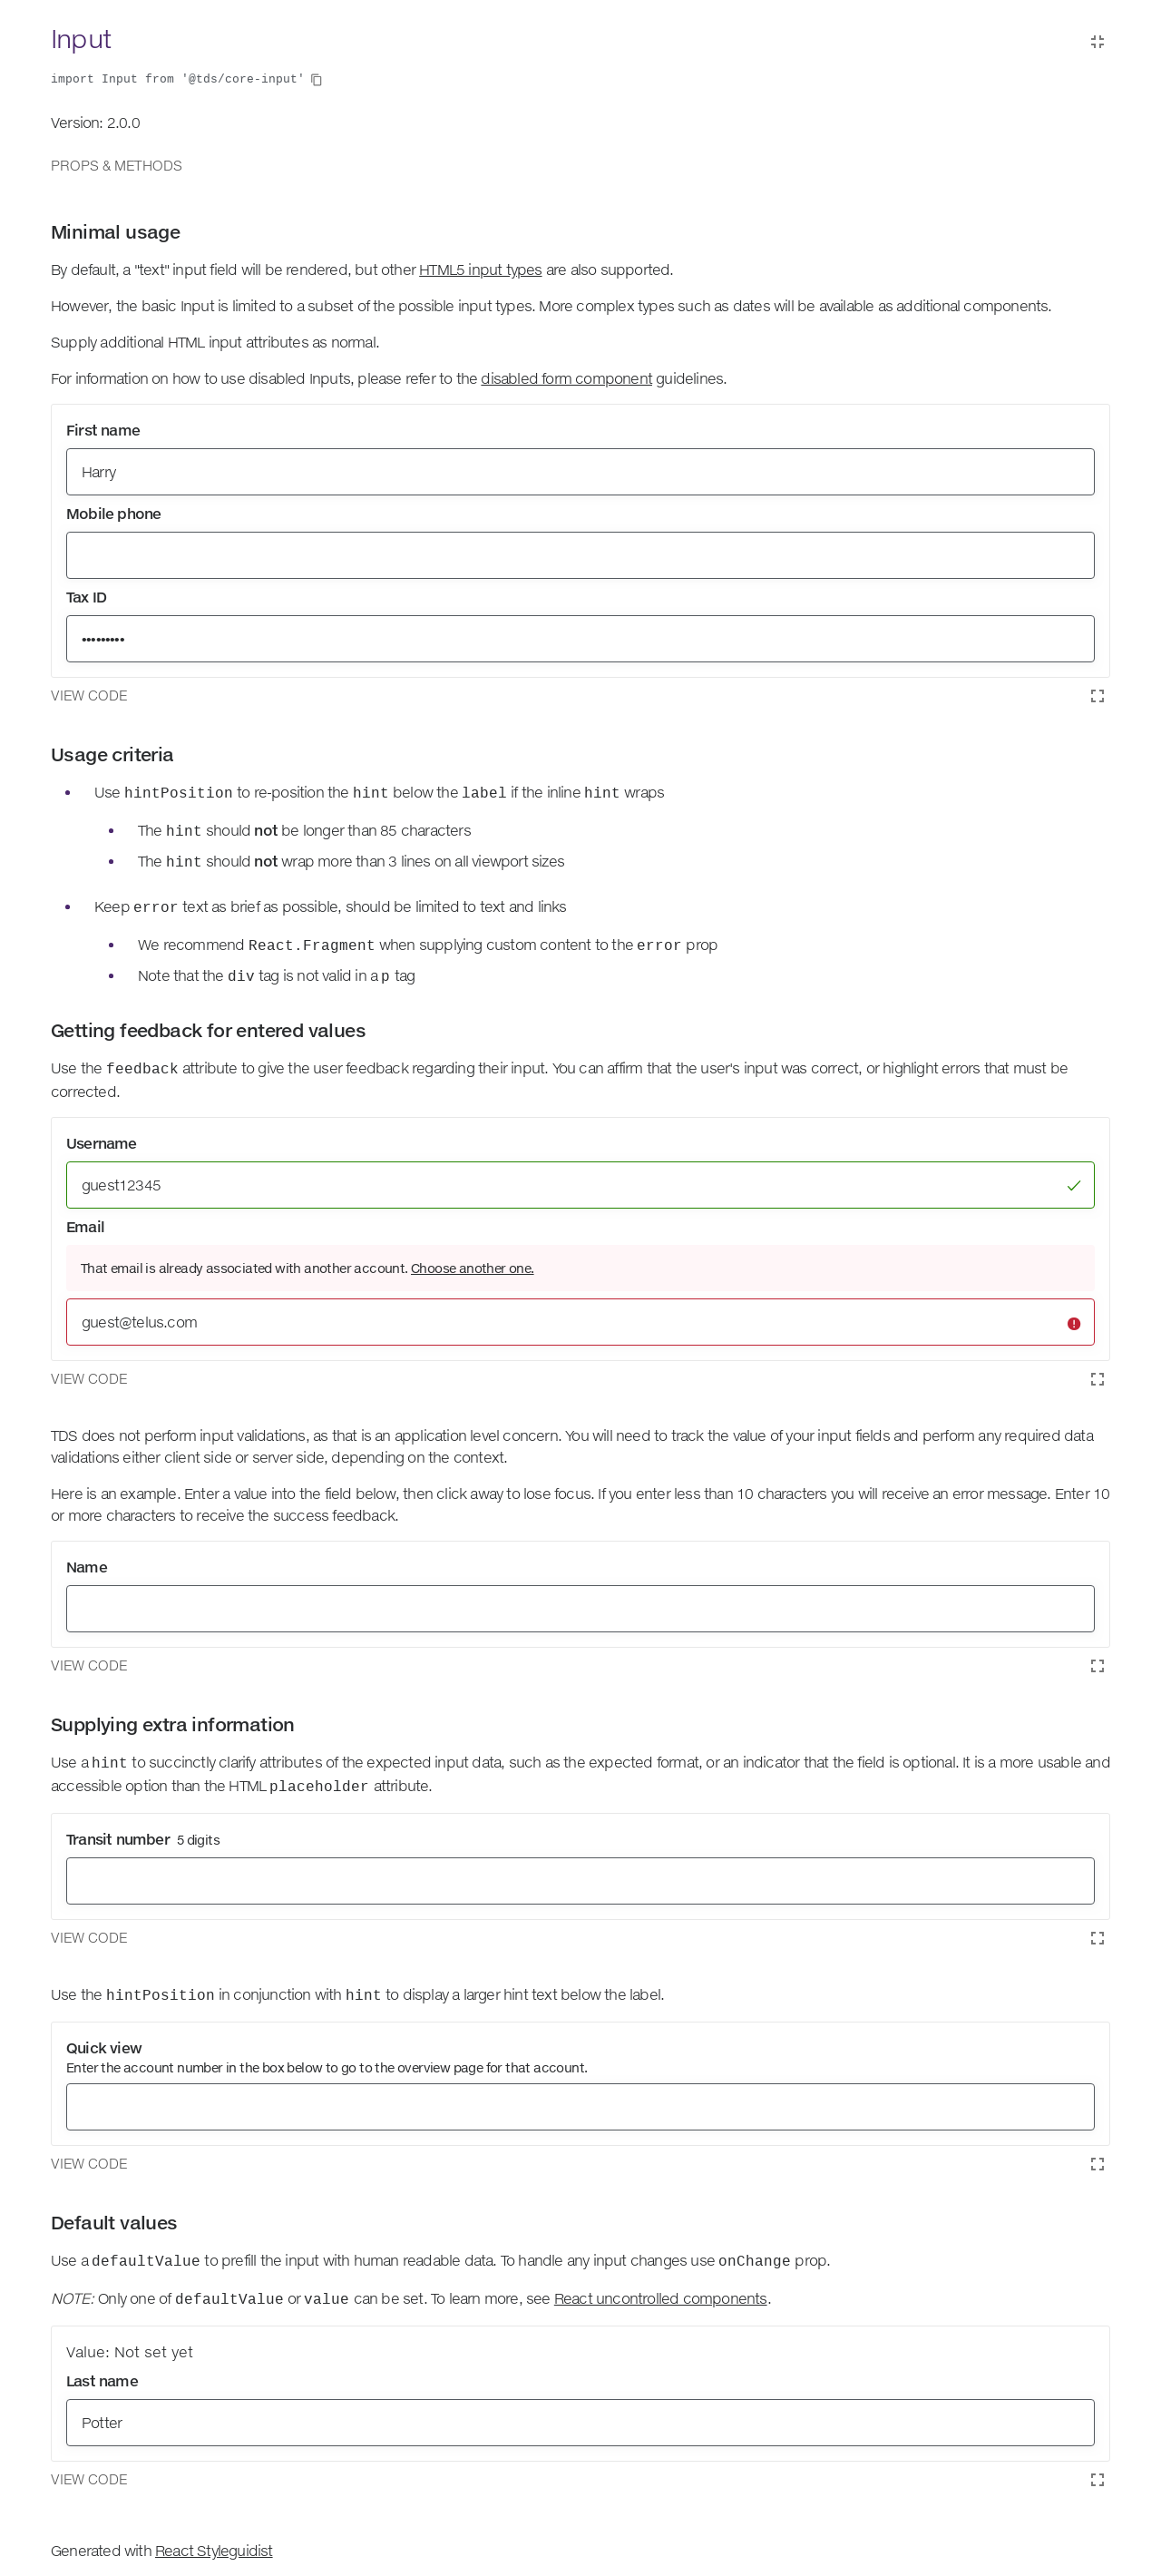 Input
import Input from '@tds/core-input'
Version: 2.0.0
PROPS & METHODS
Minimal usage
By default, a "text" input field will be rendered, but other HTML5 input types are also supported.
However, the basic Input is limited to a subset of the possible input types. More complex types such as dates will be available as additional components.
Supply additional HTML input attributes as normal.
For information on how to use disabled Inputs, please refer to the disabled form component guidelines.
First name
Harry
Mobile phone
Tax ID
•••••••••
VIEW CODE
Usage criteria
• Use hintPosition to re-position the hint below the label if the inline hint wraps
• The hint should not be longer than 85 characters
• The hint should not wrap more than 3 lines on all viewport sizes
• Keep error text as brief as possible, should be limited to text and links
• We recommend React.Fragment when supplying custom content to the error prop
• Note that the div tag is not valid in a p tag
Getting feedback for entered values
Use the feedback attribute to give the user feedback regarding their input. You can affirm that the user's input was correct, or highlight errors that must be
corrected.
Username
guest12345
Email
That email is already associated with another account. Choose another one.
guest@telus.com
VIEW CODE
TDS does not perform input validations, as that is an application level concern. You will need to track the value of your input fields and perform any required data
validations either client side or server side, depending on the context.
Here is an example. Enter a value into the field below, then click away to lose focus. If you enter less than 10 characters you will receive an error message. Enter 10
or more characters to receive the success feedback.
Name
VIEW CODE
Supplying extra information
Use a hint to succinctly clarify attributes of the expected input data, such as the expected format, or an indicator that the field is optional. It is a more usable and
accessible option than the HTML placeholder attribute.
Transit number 5 digits
VIEW CODE
Use the hintPosition in conjunction with hint to display a larger hint text below the label.
Quick view
Enter the account number in the box below to go to the overview page for that account.
VIEW CODE
Default values
Use a defaultValue to prefill the input with human readable data. To handle any input changes use onChange prop.
NOTE: Only one of defaultValue or value can be set. To learn more, see React uncontrolled components.
Value: Not set yet
Last name
Potter
VIEW CODE
Generated with React Styleguidist